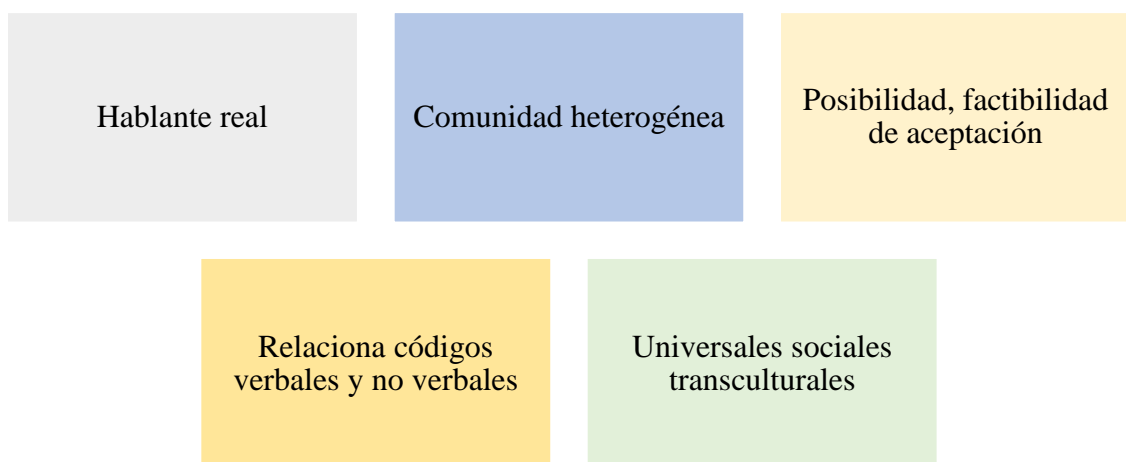 Hablante real
Comunidad heterogénea
Posibilidad, factibilidad
de aceptación
Relaciona códigos
verbales y no verbales
Universales sociales
transculturales